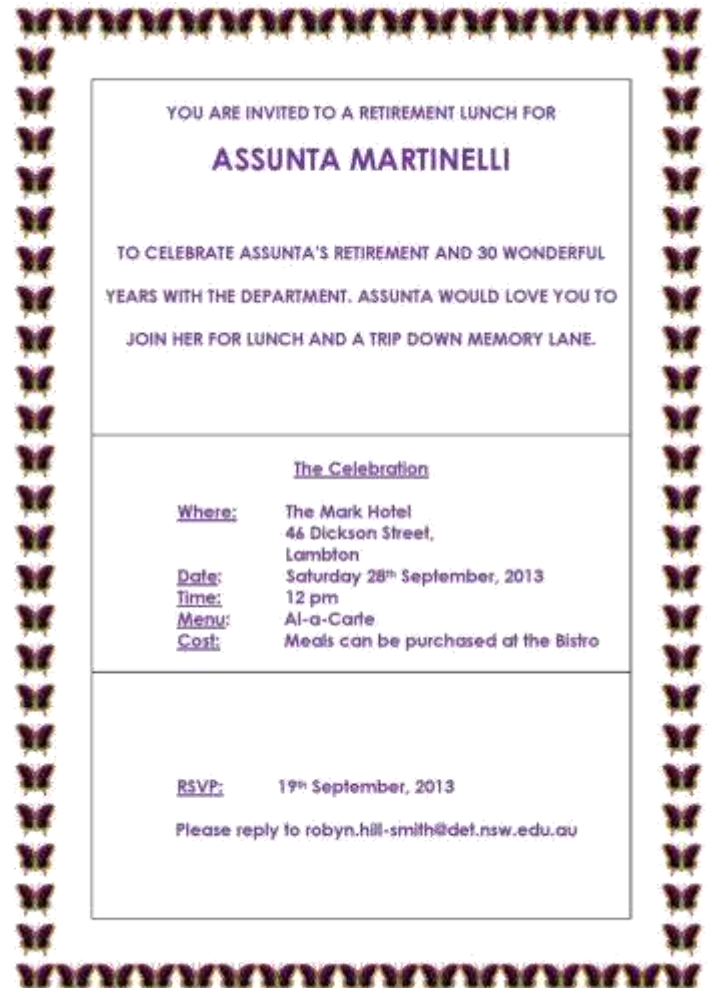 YOU ARE INVITED TO A RETIREMENT LUNCH FOR
ASSUNTA MARTINELLI
TO CELEBRATE ASSUNTA'S RETIREMENT AND 30 WONDERFUL
YEARS WITH THE DEPARTMENT. ASSUNTA WOULD LOVE YOU TO
JOIN HER FOR LUNCH AND A TRIP DOWN MEMORY LANE.
The Celebration
Where: The Mark Hotel
46 Dickson Street,
Lambton
Date: Saturday 28th September, 2013
Time: 12 pm
Menu: Al-a-Carte
Cost: Meals can be purchased at the Bistro
RSVP: 19th September, 2013
Please reply to robyn.hill-smith@det.nsw.edu.au